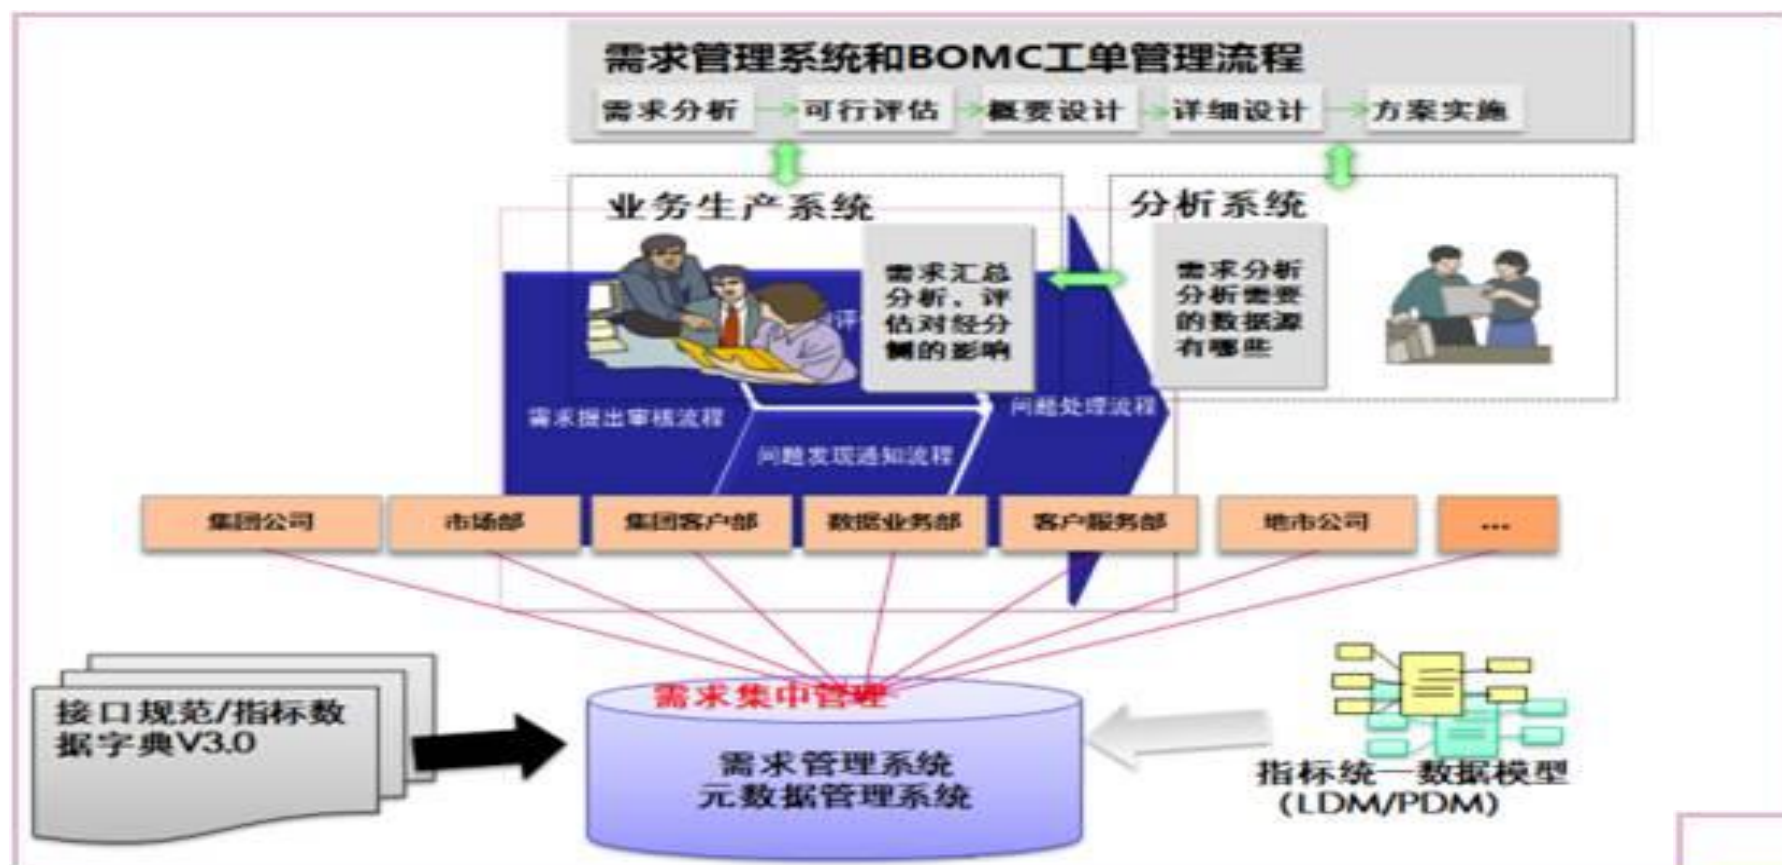 需求管理系统和BOMC工单管理流程
需求分析
可行评估
概要设计
详细设计
方案实施
业务生产系统
分析系统
需求汇总
分析、评
估对经分
侧的影响
需求分析
分析需要
的数据源
有哪些
需求提出审核流程
问题发现通知流程
问题处理流程
集团公司
市场部
集团客户部
数据业务部
客户服务部
地市公司
...
需求集中管理
接口规范/指标数
据字典V3.0
需求管理系统
元数据管理系统
指标统一数据模型
(LDM/PDM)